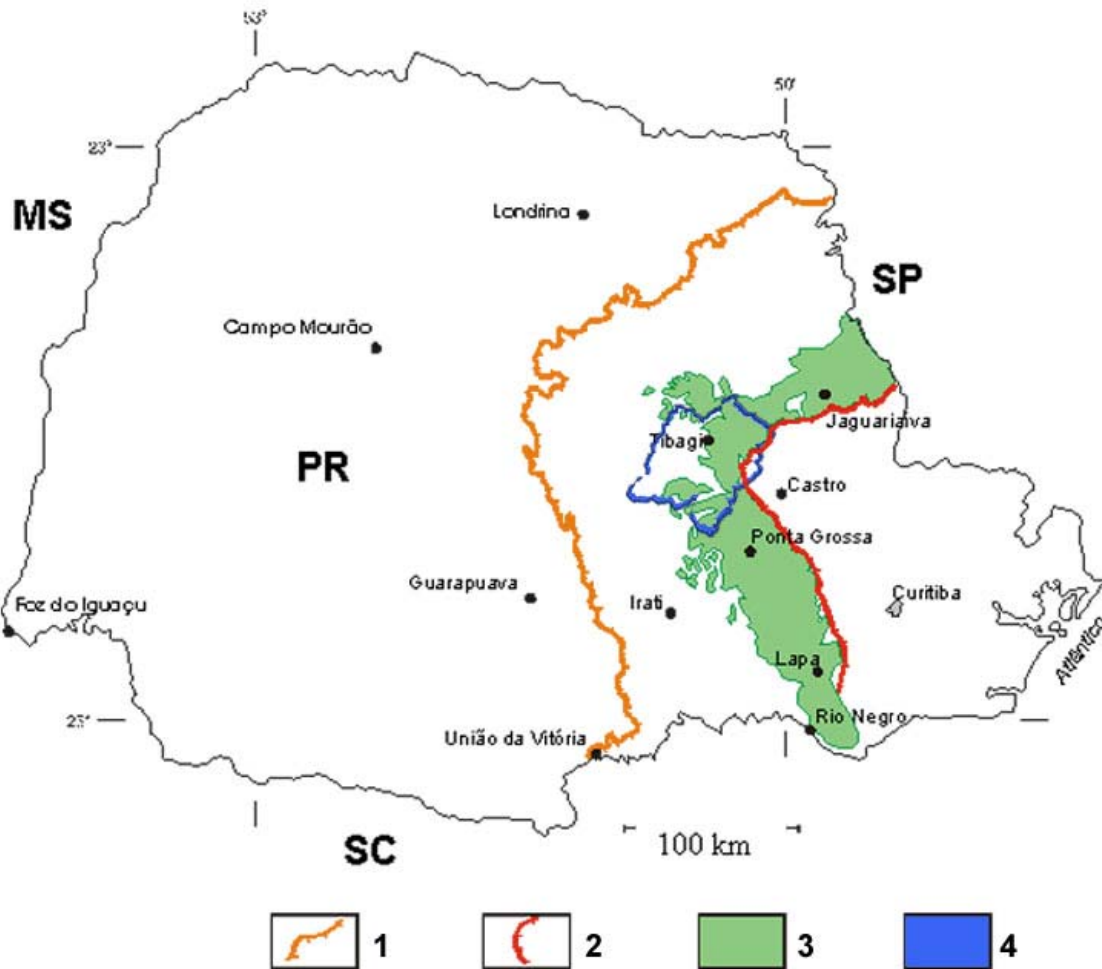 53°
50°
23°
MS
Londrina
SP
Campo Mourão
Jaguariaíva
Tibagi
PR
Castro
Ponta Grossa
Guarapuava
Curitiba
Foz do Iguaçu
Irati
Atlântico
Lapa
25°
Rio Negro
União da Vitória
100 km
SC
1
2
3
4